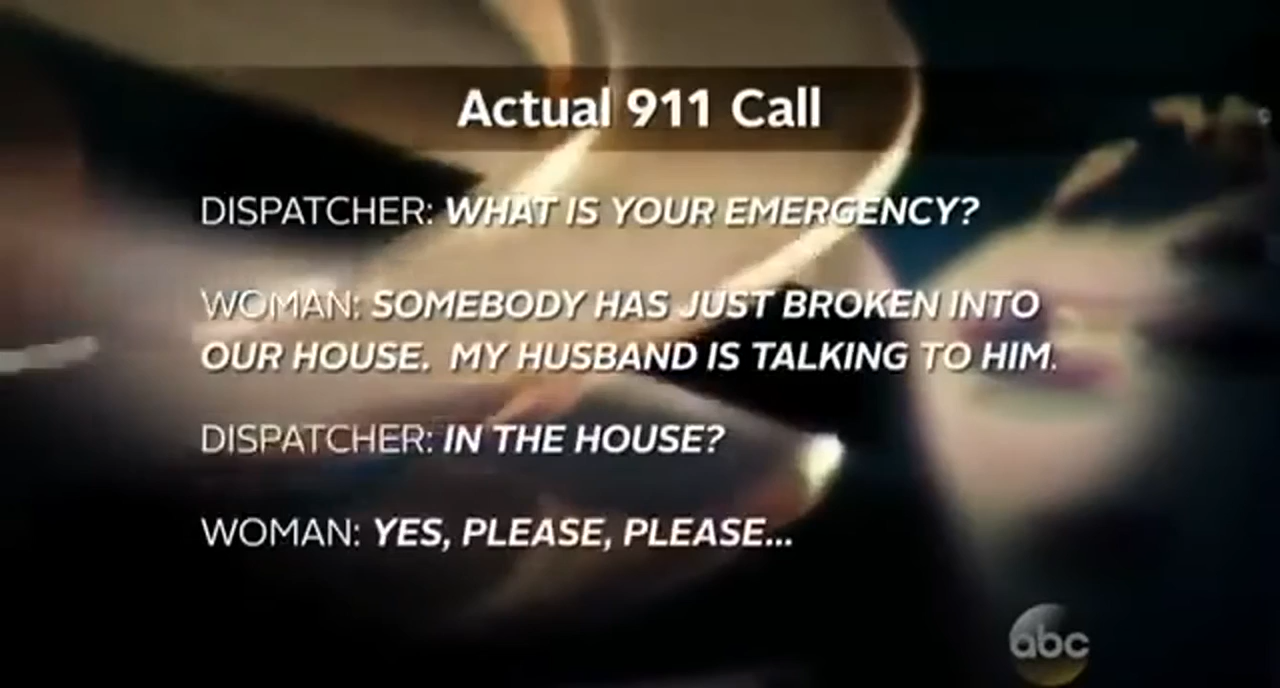 Actual 911 Call
DISPATCHER: WHAT IS YOUR EMERGENCY?
WOMAN: SOMEBODY HAS JUST BROKEN INTO
OUR HOUSE. MY HUSBAND IS TALKING TO HIM.
DISPATCHER: IN THE HOUSE?
WOMAN: YES, PLEASE, PLEASE...
abc